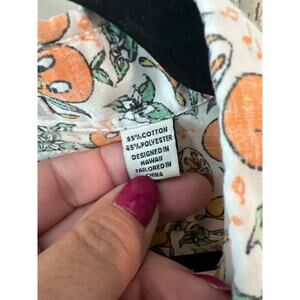 55% COTTON
45% POLYESTER
DESIGNED IN
HAWAII
TAILORED IN
CHINA